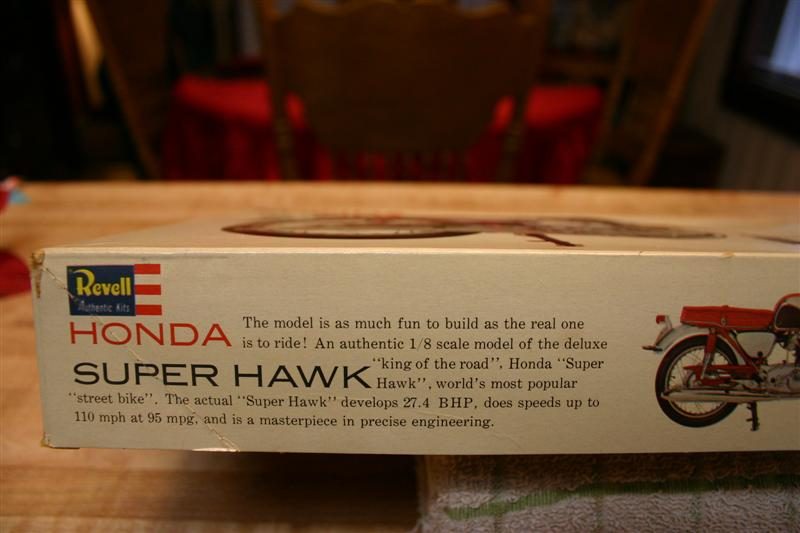 Revell
Authentic Kits
HONDA
SUPER HAWK
The model is as much fun to build as the real one
is to ride! An authentic 1/8 scale model of the deluxe
"king of the road", Honda "Super
Hawk", world's most popular
"street bike". The actual "Super Hawk" develops 27.4 BHP, does speeds up to
110 mph at 95 mpg, and is a masterpiece in precise engineering.